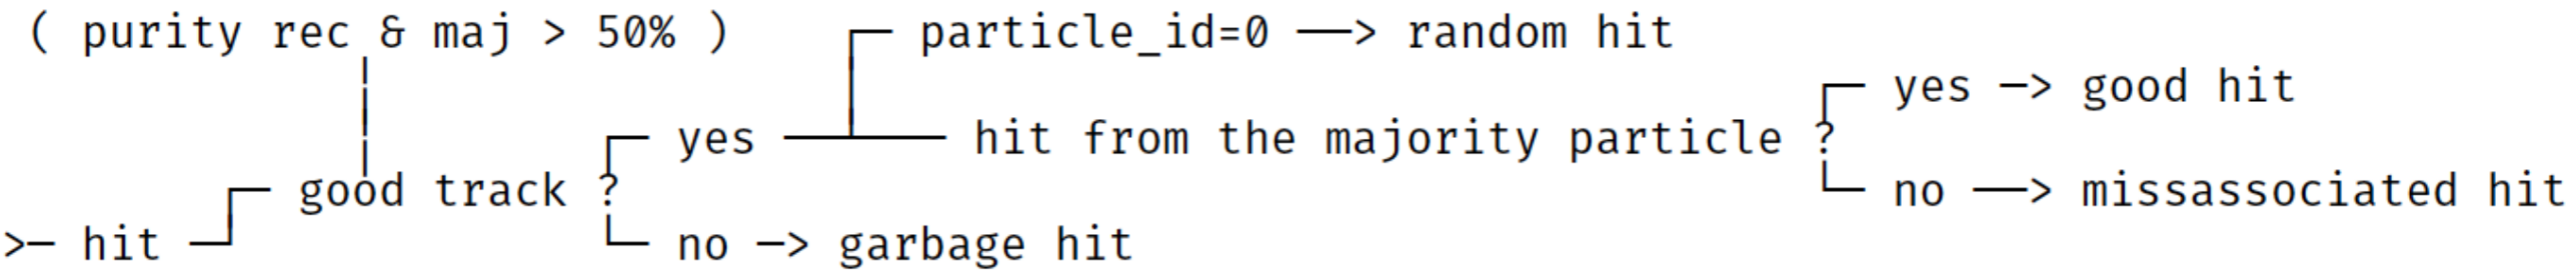 ( purity rec & maj > 50% )
particle_id=0 —> random hit
yes —> good hit
yes
hit from the majority particle ?
good track ?
no —> missassociated hit
>— hit
no —> garbage hit